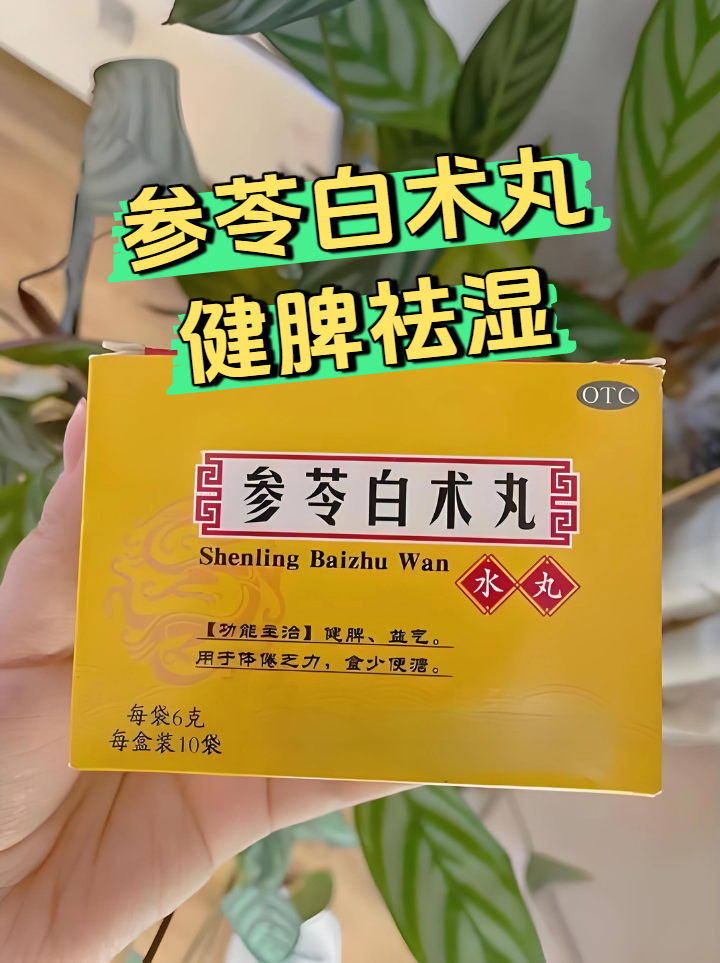 参苓白术丸
健脾祛湿
OTC
参苓白术丸
Shenling Baizhu Wan
水丸
【功能主治】健脾、益气。
用于体倦乏力，食少便溏。
每袋6克
每盒装10袋